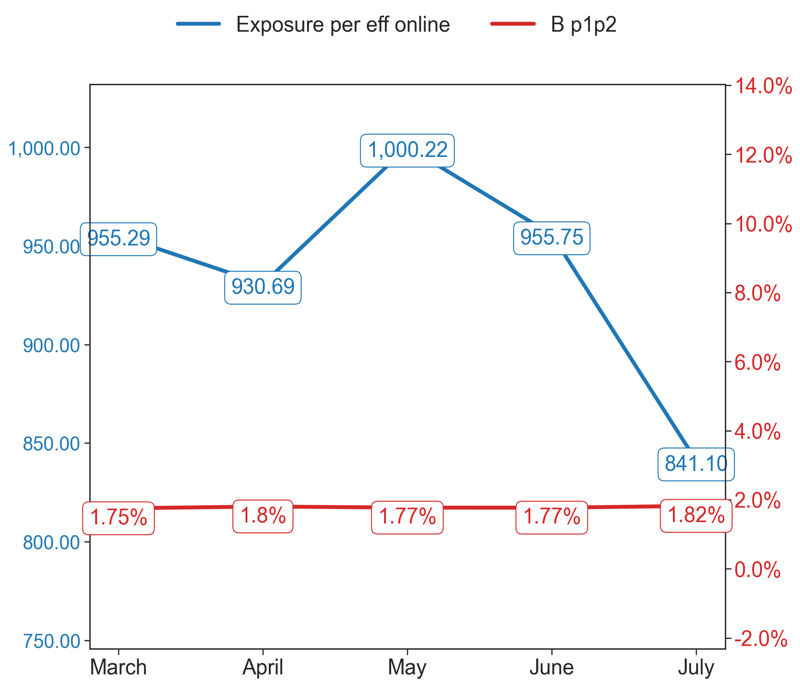 Exposure per eff online B p1p2
14.0%
1,000.00 1,000.22 12.0%
10.0%
950.00 955.29 955.75
930.69 8.0%
900.00 6.0%
850.00 4.0%
841.10
2.0%
1.75% 1.8% 1.77% 1.77% 1.82%
800.00
0.0%
750.00 -2.0%
March April May June July